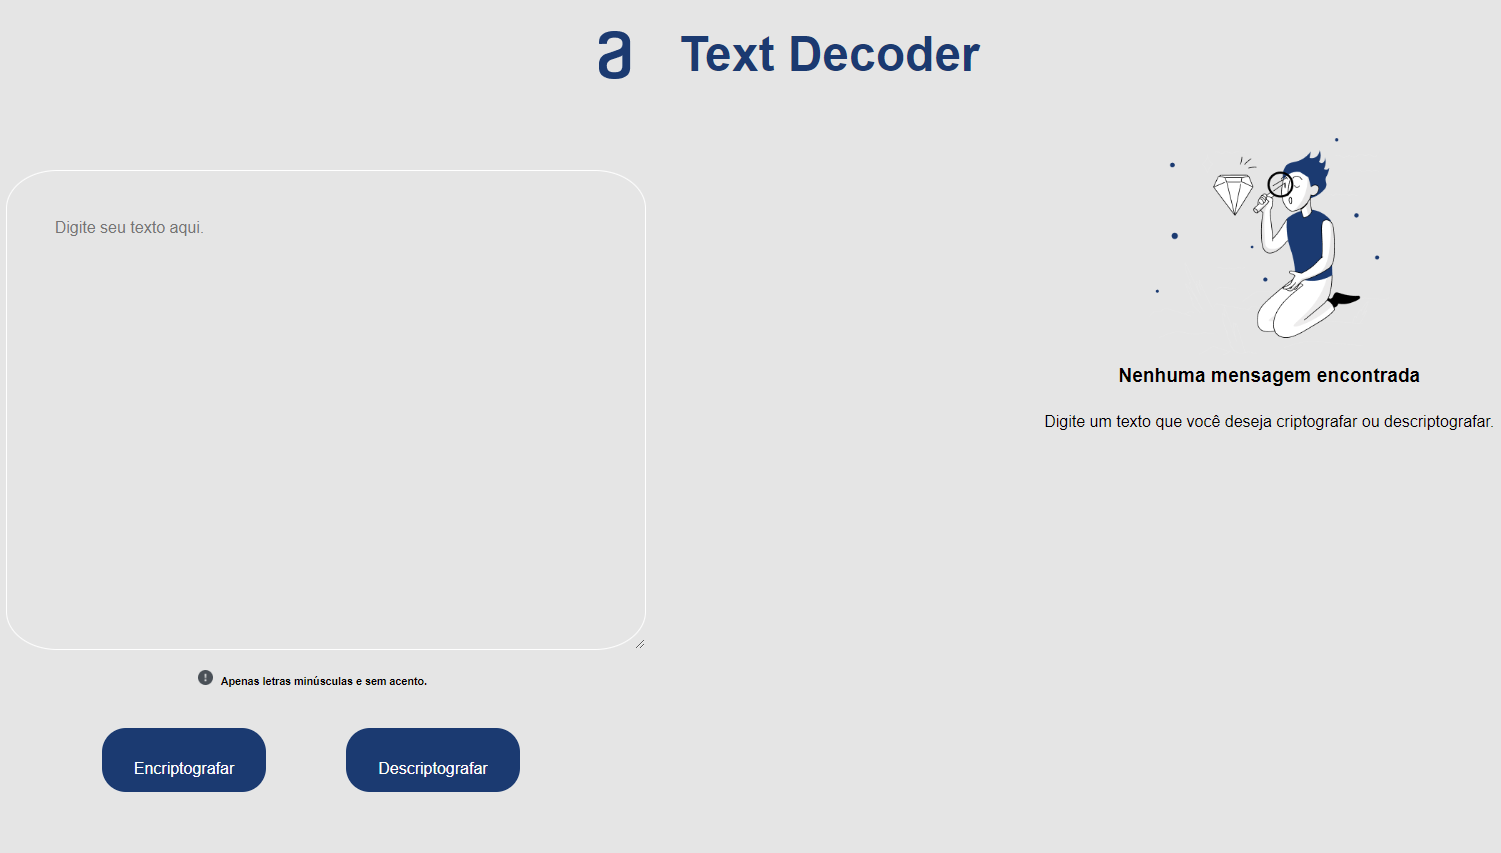 a Text Decoder
Digite seu texto aqui.
Nenhuma mensagem encontrada
Digite um texto que você deseja criptografar ou descriptografar.
Apenas letras minúsculas e sem acento.
Encriptografar
Descriptografar